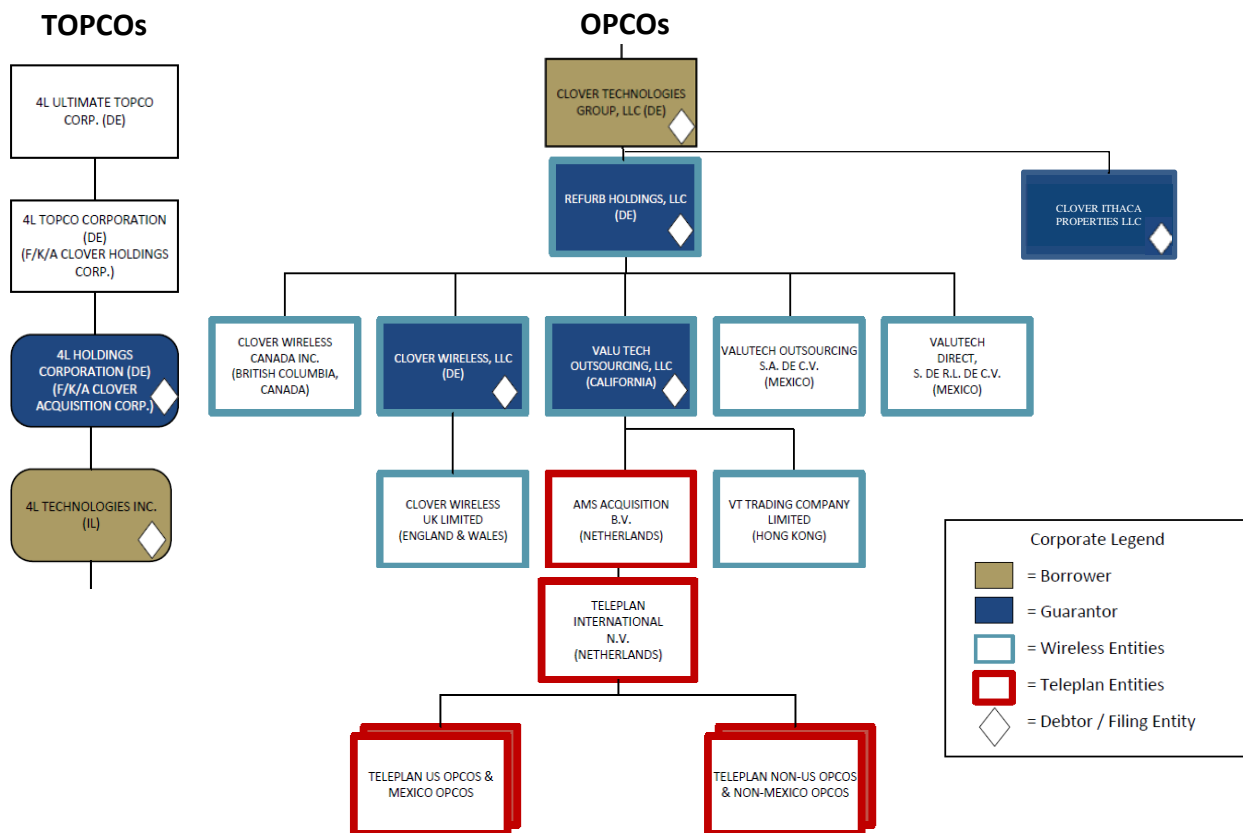 TOPCOs
4L ULTIMATE TOPCO
CORP. (DE)
4L TOPCO CORPORATION
(DE)
(F/K/A CLOVER HOLDINGS
CORP.)
4L HOLDINGS
CORPORATION (DE)
(F/K/A CLOVER
ACQUISITION CORP.)
4L TECHNOLOGIES INC.
(IL)
OPCOs
CLOVER TECHNOLOGIES
GROUP, LLC (DE)
REFURB HOLDINGS, LLC
(DE)
CLOVER ITHACA
PROPERTIES LLC
CLOVER WIRELESS
CANADA INC.
(BRITISH COLUMBIA,
CANADA)
CLOVER WIRELESS, LLC
(DE)
VALU TECH
OUTSOURCING, LLC
(CALIFORNIA)
VALUTECH OUTSOURCING
S.A. DE C.V.
(MEXICO)
VALUTECH
DIRECT,
S. DE R.L. DE C.V.
(MEXICO)
CLOVER WIRELESS
UK LIMITED
(ENGLAND & WALES)
AMS ACQUISITION
B.V.
(NETHERLANDS)
VT TRADING COMPANY
LIMITED
(HONG KONG)
TELEPLAN
INTERNATIONAL
N.V.
(NETHERLANDS)
TELEPLAN US OPCOS &
MEXICO OPCOS
TELEPLAN NON-US OPCOS
& NON-MEXICO OPCOS
Corporate Legend
= Borrower
= Guarantor
= Wireless Entities
= Teleplan Entities
= Debtor / Filing Entity